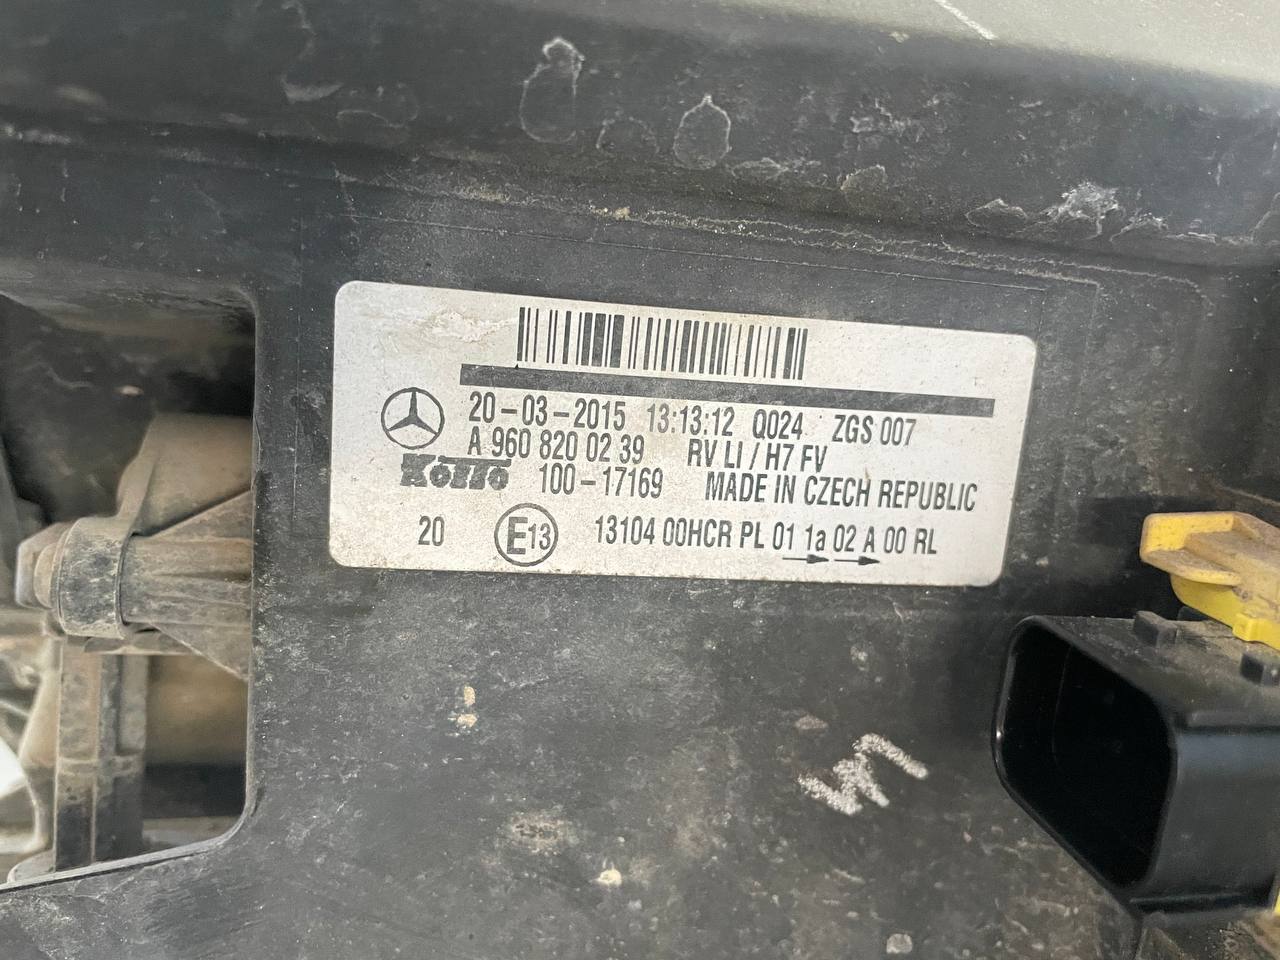 20-03-2015 13:13:12 Q024 ZGS 007
A 960 820 02 39 RV LI / H7 FV
100-17169 MADE IN CZECH REPUBLIC
20 E13 13104 00HCR PL 01 1a 02 A 00 RL